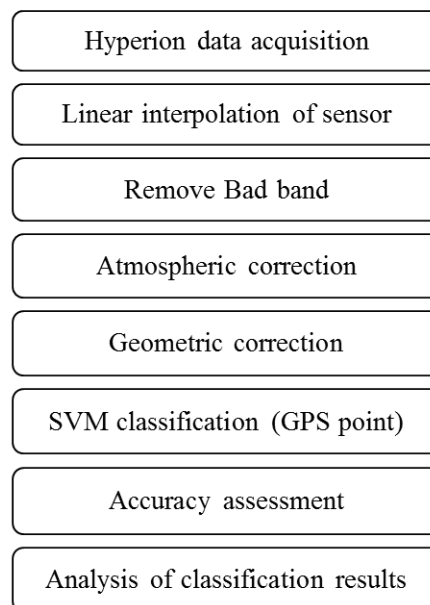 Hyperion data acquisition
Linear interpolation of sensor
Remove Bad band
Atmospheric correction
Geometric correction
SVM classification (GPS point)
Accuracy assessment
Analysis of classification results